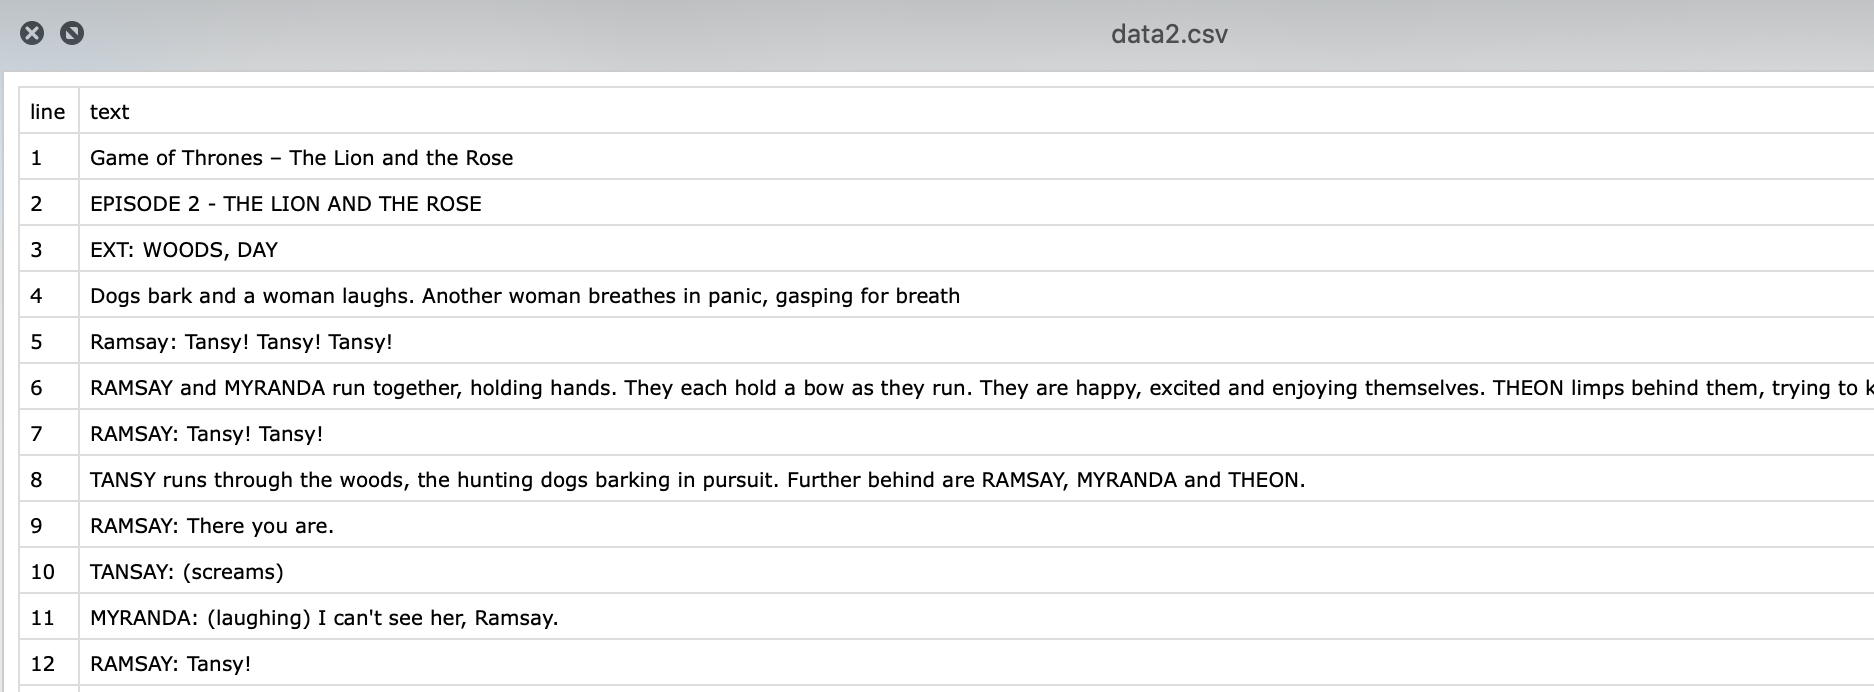 data2.csv
line text
1 Game of Thrones – The Lion and the Rose
2 EPISODE 2 - THE LION AND THE ROSE
3 EXT: WOODS, DAY
4 Dogs bark and a woman laughs. Another woman breathes in panic, gasping for breath
5 Ramsay: Tansy! Tansy! Tansy!
6 RAMSAY and MYRANDA run together, holding hands. They each hold a bow as they run. They are happy, excited and enjoying themselves. THEON limps behind them, trying to
7 RAMSAY: Tansy! Tansy!
8 TANSY runs through the woods, the hunting dogs barking in pursuit. Further behind are RAMSAY, MYRANDA and THEON.
9 RAMSAY: There you are.
10 TANSAY: (screams)
11 MYRANDA: (laughing) I can't see her, Ramsay.
12 RAMSAY: Tansy!